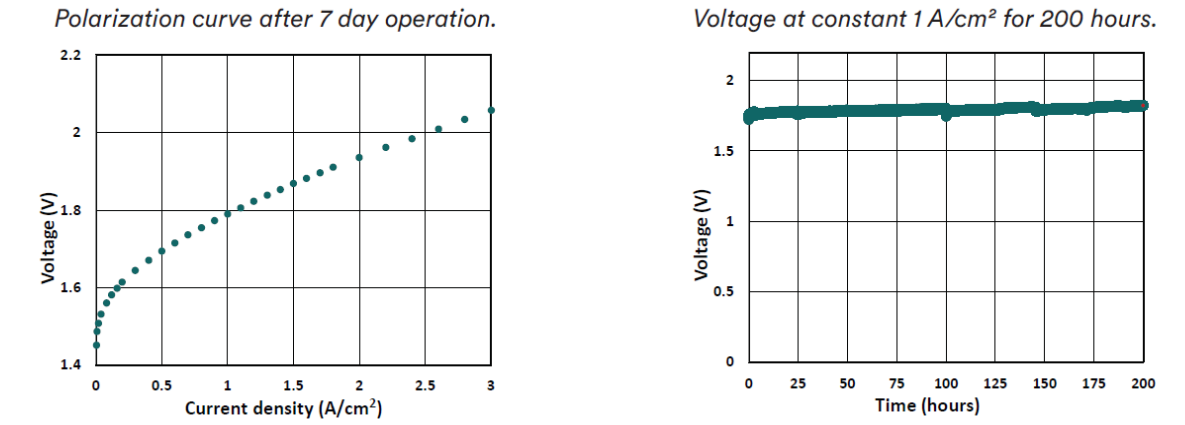 Polarization curve after 7 day operation.
2.2
2
1.8
1.6
1.4
Voltage (V)
0 0.5 1 1.5 2 2.5 3
Current density (A/cm²)
Voltage at constant 1 A/cm² for 200 hours.
2
1.5
1
0.5
0
Voltage (V)
0 25 50 75 100 125 150 175 200
Time (hours)